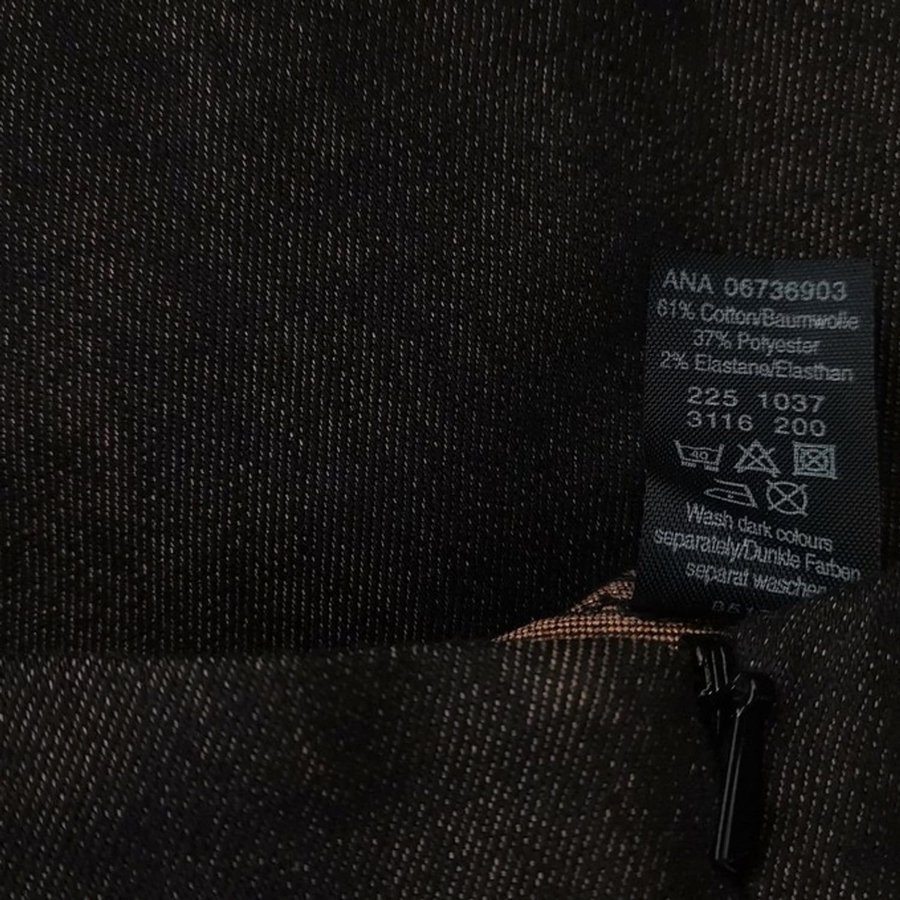 ANA 06736903
61% Cotton/Baumwolle
37% Polyester
2% Elastane/Elasthan
225 1037
3116 200
40
Wash dark colours
separately/Dunkle Farben
separat waschen